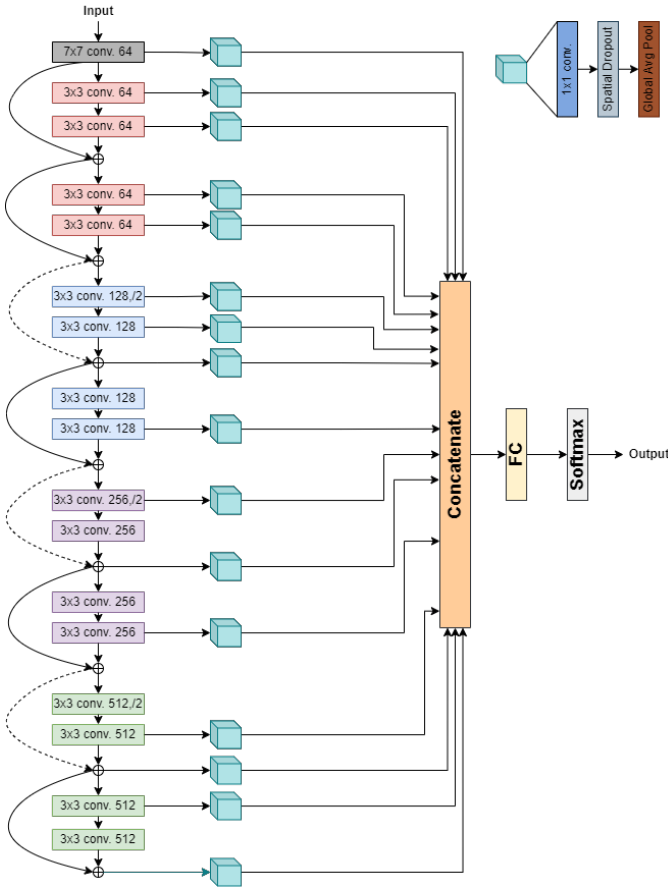 Input
7x7 conv. 64
3x3 conv. 64
3x3 conv. 64
3x3 conv. 64
3x3 conv. 64
3x3 conv. 128,/2
3x3 conv. 128
3x3 conv. 128
3x3 conv. 128
3x3 conv. 256,/2
3x3 conv. 256
3x3 conv. 256
3x3 conv. 256
3x3 conv. 512,/2
3x3 conv. 512
3x3 conv. 512
3x3 conv. 512
Concatenate
FC
Softmax
Output
1x1 conv.
Spatial Dropout
Global Avg Pool